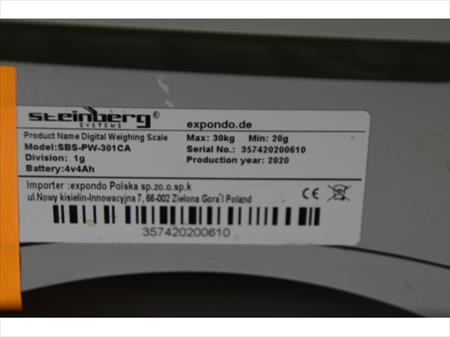 steinberg
SYSTEMS
expondo.de
Product Name Digital Weighing Scale
Max: 30kg Min: 20g
Model:SBS-PW-301CA
Serial No.: 357420200610
Division: 1g
Production year: 2020
Battery:4v4Ah
Importer :expondo Polska sp.zo.o.sp.k
ul.Nowy kisielin-Innowacyjna 7, 66-002 Zielona Gora`l Poland
CE
357420200610